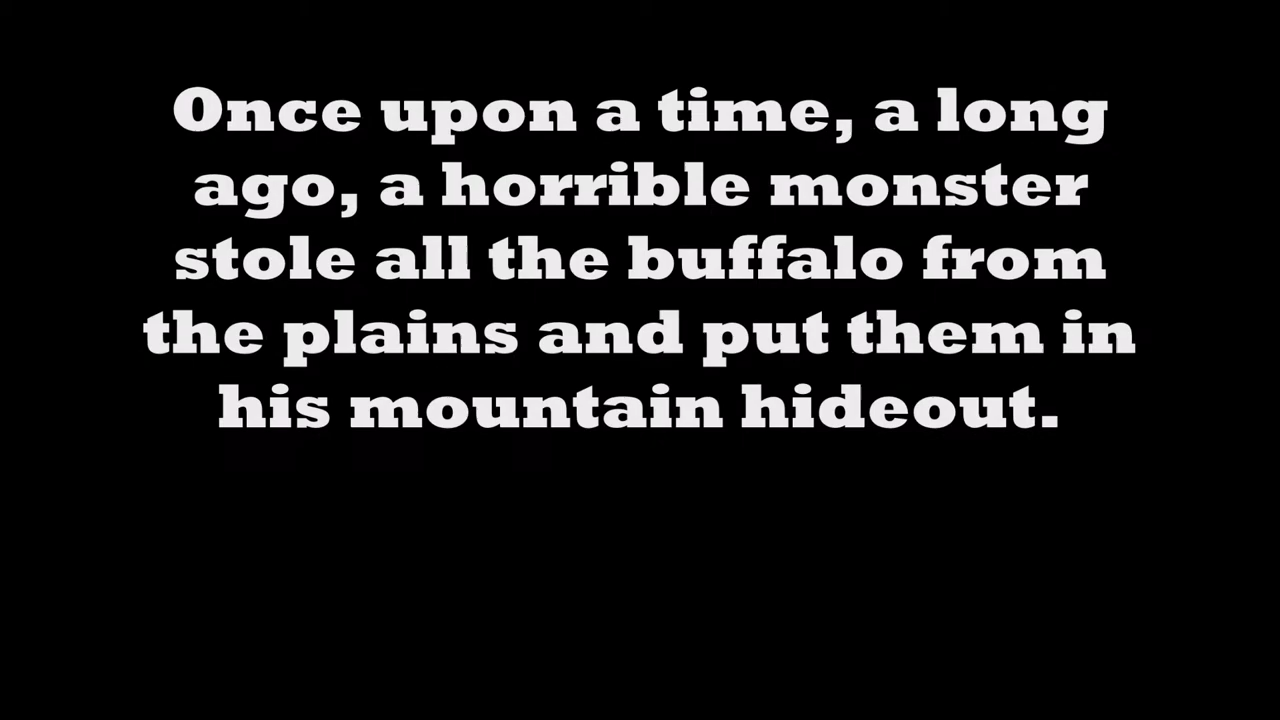 Once upon a time, a long
ago, a horrible monster
stole all the buffalo from
the plains and put them in
his mountain hideout.